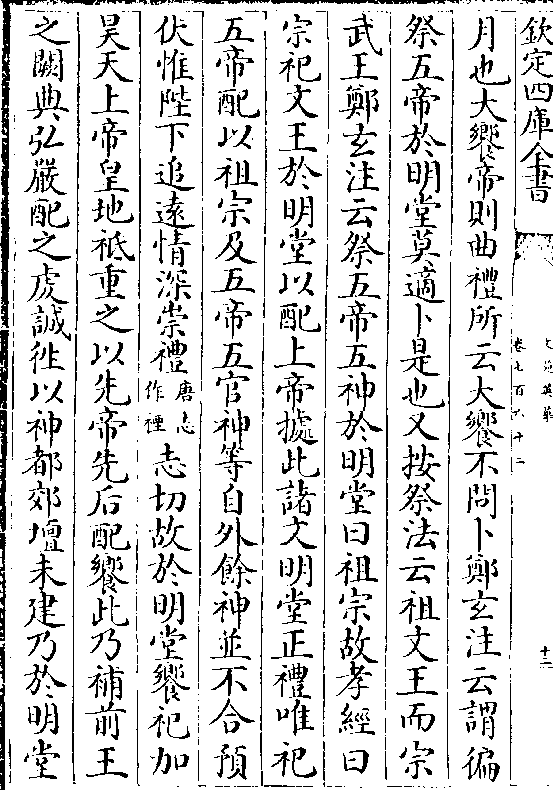 欽定四庫全書
文苑英華
卷七百六十二
十二
月也大饗帝則曲禮所云大饗不問卜鄭玄注云謂徧
祭五帝於明堂莫適卜是也又按祭法云祖文王而宗
武王鄭玄注云祭五帝五神於明堂曰祖宗故孝經曰
宗祀文王於明堂以配上帝據此諸文明堂正禮唯祀
五帝配以祖宗及五帝五官神等自外餘神並不合預
伏惟陛下追遠情深崇禮唐志作禋志切故於明堂饗祀加
昊天上帝皇地祇重之以先帝先后配饗此乃補前王
之闕典弘嚴配之虔誠徃以神都郊壇未建乃於明堂